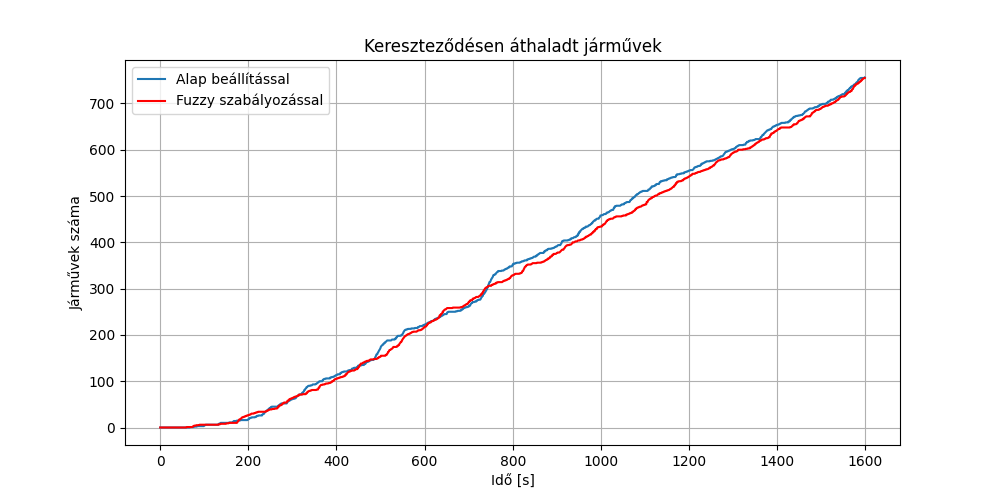 Kereszteződésen áthaladt járművek
Alap beállítással
Fuzzy szabályozással
Járművek száma
700
600
500
400
300
200
100
0
0 200 400 600 800 1000 1200 1400 1600
Idő [s]